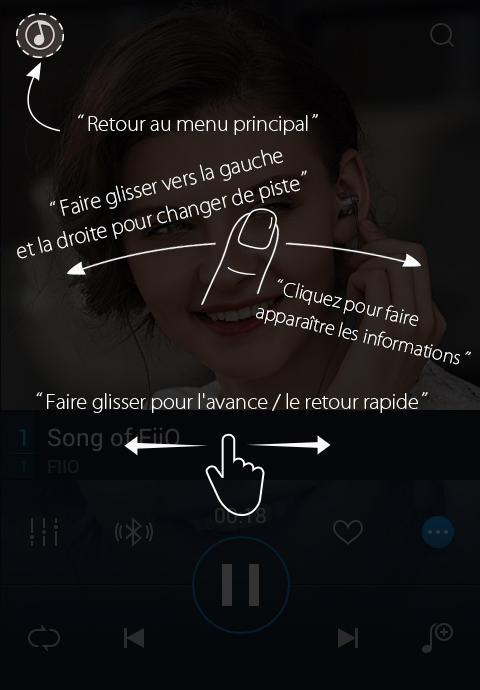 “Retour au menu principal”
“Faire glisser vers la gauche
et la droite pour changer de piste”
“Cliquez pour faire
apparaître les informations”
“Faire glisser pour l'avance / le retour rapide”
1 Song of FiiO
1 FIIO
00:18